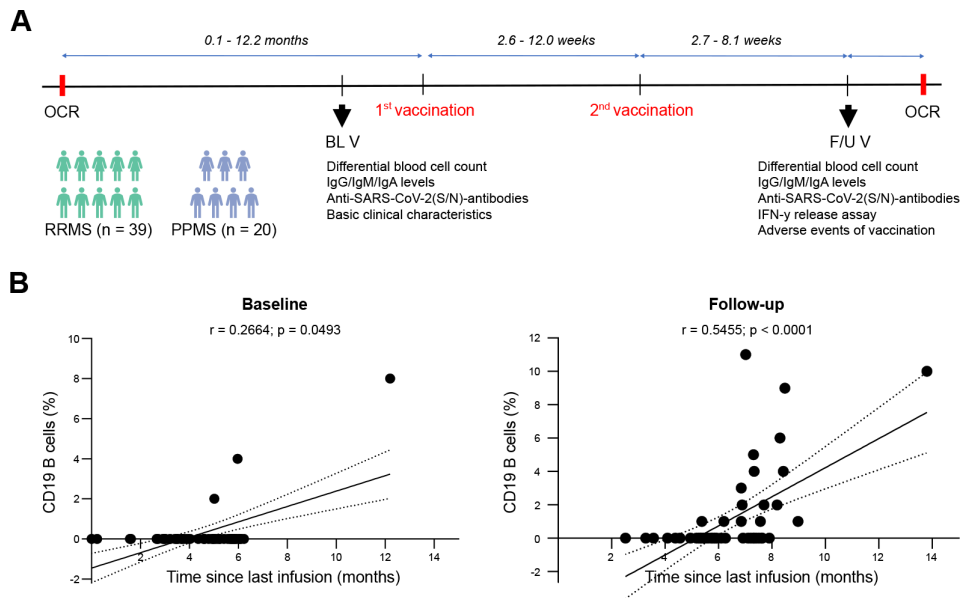 A
0.1 - 12.2 months
2.6 - 12.0 weeks
2.7 - 8.1 weeks
OCR
1st vaccination
2nd vaccination
OCR
BL V
F/U V
Differential blood cell count
IgG/IgM/IgA levels
Anti-SARS-CoV-2(S/N)-antibodies
Basic clinical characteristics
Differential blood cell count
IgG/IgM/IgA levels
Anti-SARS-CoV-2(S/N)-antibodies
IFN-y release assay
Adverse events of vaccination
RRMS (n = 39)
PPMS (n = 20)
B
Baseline
r = 0.2664; p = 0.0493
10
8
6
4
2
0
-2
CD19 B cells (%)
2
4
6
8
10
12
14
Time since last infusion (months)
Follow-up
r = 0.5455; p < 0.0001
12
10
8
6
4
2
0
-2
CD19 B cells (%)
2
4
6
8
10
12
14
Time since last infusion (months)